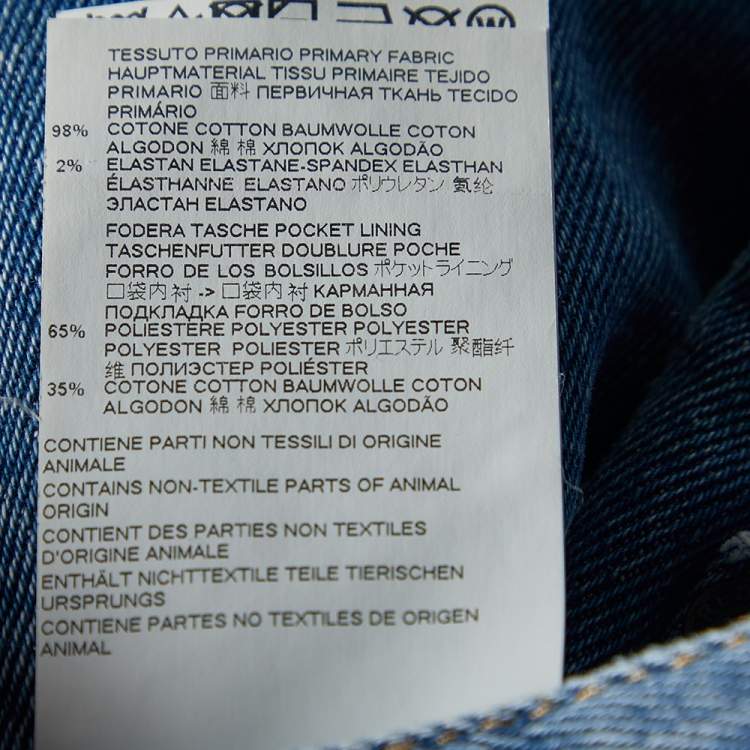 TESSUTO PRIMARIO PRIMARY FABRIC
HAUPTMATERIAL TISSU PRIMAIRE TEJIDO
PRIMARIO 面料 ПЕРВИЧНАЯ ТКАНЬ TECIDO
PRIMÁRIO
98% COTONE COTTON BAUMWOLLE COTON
ALGODON 綿 棉 ХЛОПОК ALGODÃO
2% ELASTAN ELASTANE-SPANDEX ELASTHAN
ÉLASTHANNE ELASTANO ポリウレタン 氨纶
ЭЛАСТАН ELASTANO
FODERA TASCHE POCKET LINING
TASCHENFUTTER DOUBLURE POCHE
FORRO DE LOS BOLSILLOS ポケットライニング
口袋内衬 -> 口袋内衬 КАРМАННАЯ
ПОДКЛАДКА FORRO DE BOLSO
65% POLIESTERE POLYESTER POLYESTER
POLYESTER POLIESTER ポリエステル 聚酯纤
维 ПОЛИЭСТЕР POLIÉSTER
35% COTONE COTTON BAUMWOLLE COTON
ALGODON 綿 棉 ХЛОПОК ALGODÃO
CONTIENE PARTI NON TESSILI DI ORIGINE
ANIMALE
CONTAINS NON-TEXTILE PARTS OF ANIMAL
ORIGIN
CONTIENT DES PARTIES NON TEXTILES
D'ORIGINE ANIMALE
ENTHÄLT NICHTTEXTILE TEILE TIERISCHEN
URSPRUNGS
CONTIENE PARTES NO TEXTILES DE ORIGEN
ANIMAL